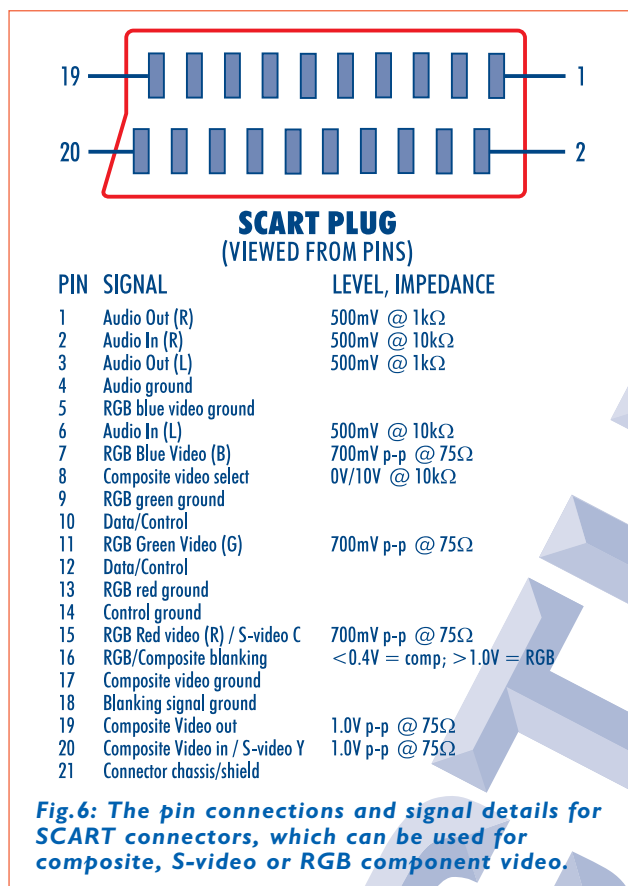 19 1
20 2
SCART PLUG
(VIEWED FROM PINS)
PIN SIGNAL LEVEL, IMPEDANCE
1 Audio Out (R) 500mV @ 1kΩ
2 Audio In (R) 500mV @ 10kΩ
3 Audio Out (L) 500mV @ 1kΩ
4 Audio ground
5 RGB blue video ground
6 Audio In (L) 500mV @ 10kΩ
7 RGB Blue Video (B) 700mV p-p @ 75Ω
8 Composite video select 0V/10V @ 10kΩ
9 RGB green ground
10 Data/Control
11 RGB Green Video (G) 700mV p-p @ 75Ω
12 Data/Control
13 RGB red ground
14 Control ground
15 RGB Red video (R) / S-video C 700mV p-p @ 75Ω
16 RGB/Composite blanking <0.4V = comp; >1.0V = RGB
17 Composite video ground
18 Blanking signal ground
19 Composite Video out 1.0V p-p @ 75Ω
20 Composite Video in / S-video Y 1.0V p-p @ 75Ω
21 Connector chassis/shield
Fig.6: The pin connections and signal details for
SCART connectors, which can be used for
composite, S-video or RGB component video.